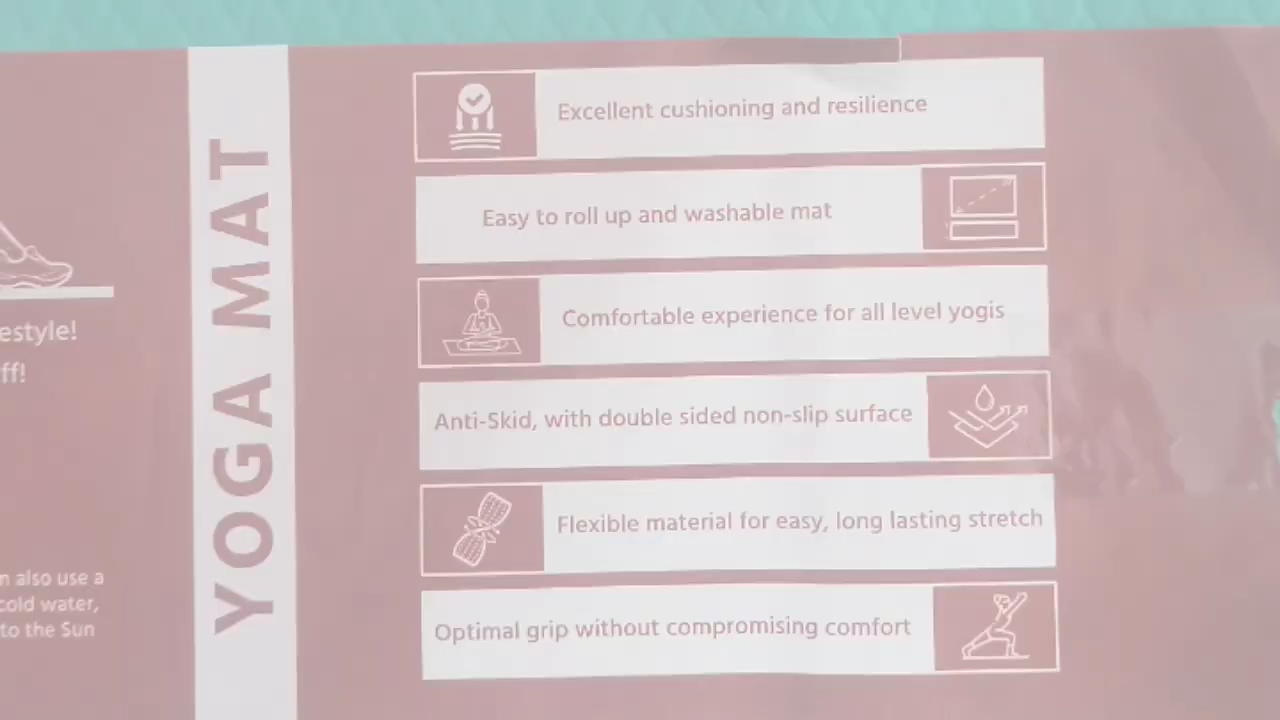 estyle!
ff!
n also use a
cold water,
to the Sun
YOGA MAT
Excellent cushioning and resilience
Easy to roll up and washable mat
Comfortable experience for all level yogis
Anti-Skid, with double sided non-slip surface
Flexible material for easy, long lasting stretch
Optimal grip without compromising comfort